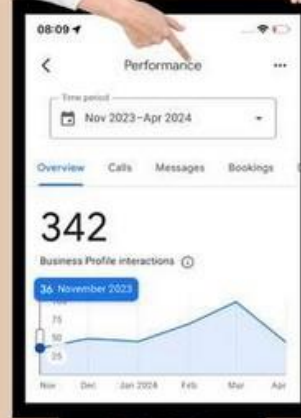 08:09
Performance
Time period
Nov 2023–Apr 2024
Overview Calls Messages Bookings
342
Business Profile interactions
36 November 2023
100
75
50
25
Nov Dec Jan 2024 Feb Mar Apr